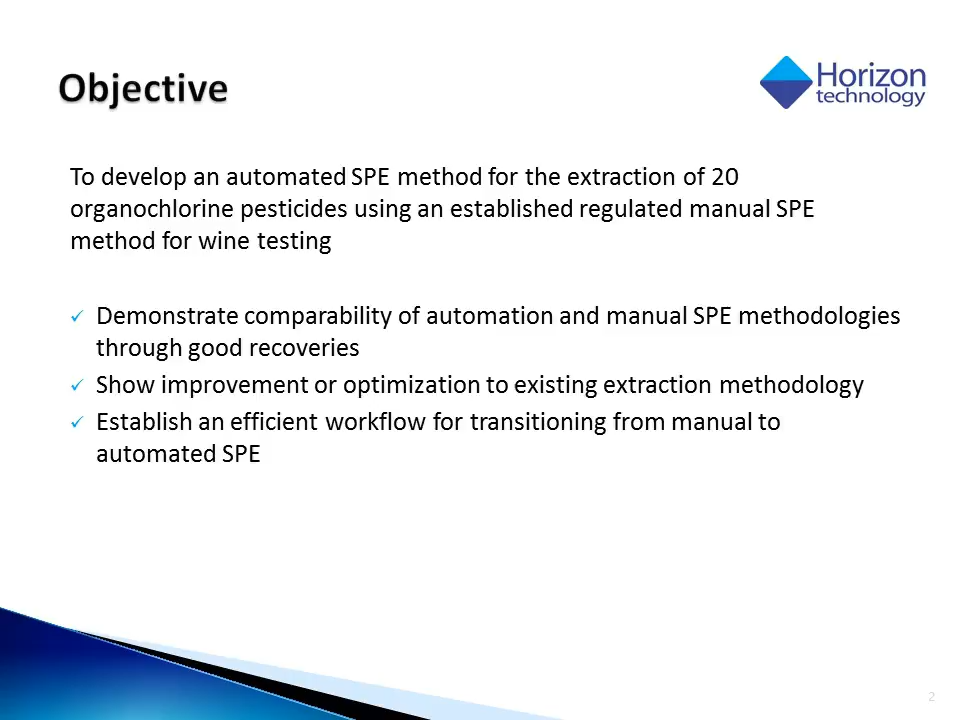 Objective
Horizon
technology
To develop an automated SPE method for the extraction of 20
organochlorine pesticides using an established regulated manual SPE
method for wine testing
Demonstrate comparability of automation and manual SPE methodologies
through good recoveries
Show improvement or optimization to existing extraction methodology
Establish an efficient workflow for transitioning from manual to
automated SPE
2